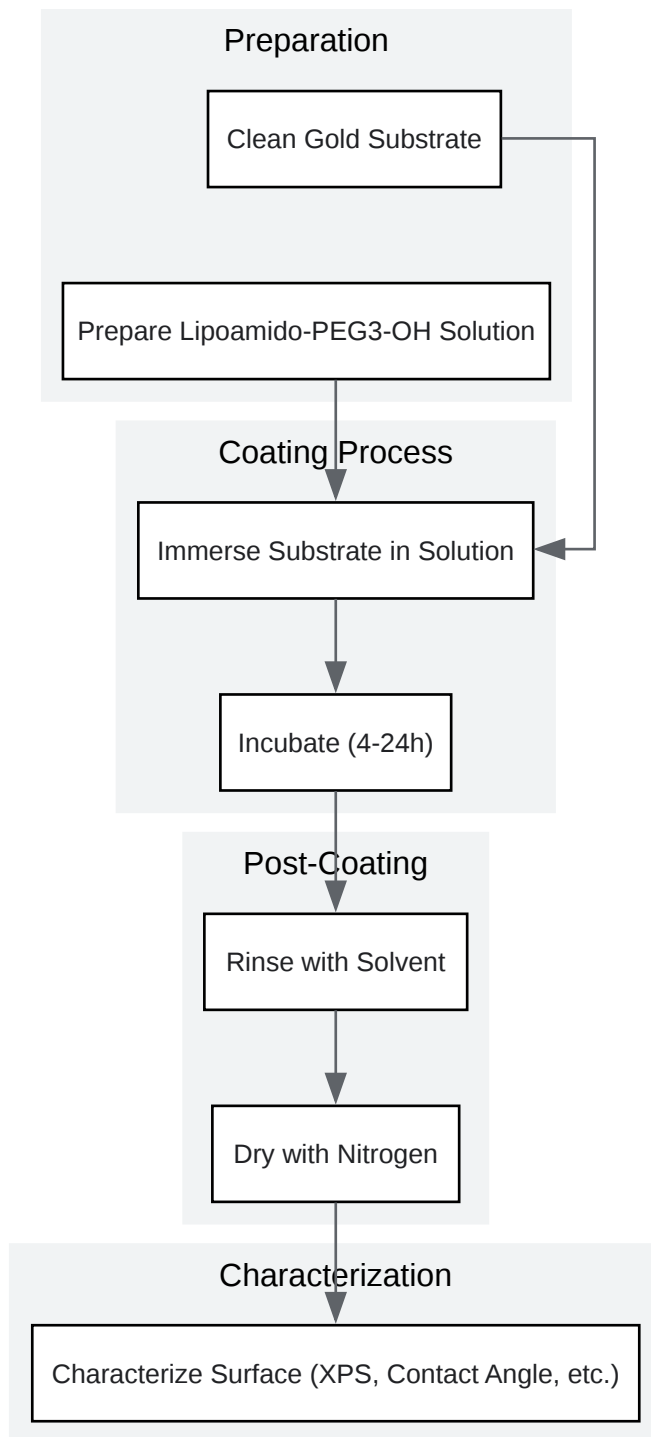 Preparation
Clean Gold Substrate
Prepare Lipoamido-PEG3-OH Solution
Coating Process
Immerse Substrate in Solution
Incubate (4-24h)
Post-Coating
Rinse with Solvent
Dry with Nitrogen
Characterization
Characterize Surface (XPS, Contact Angle, etc.)